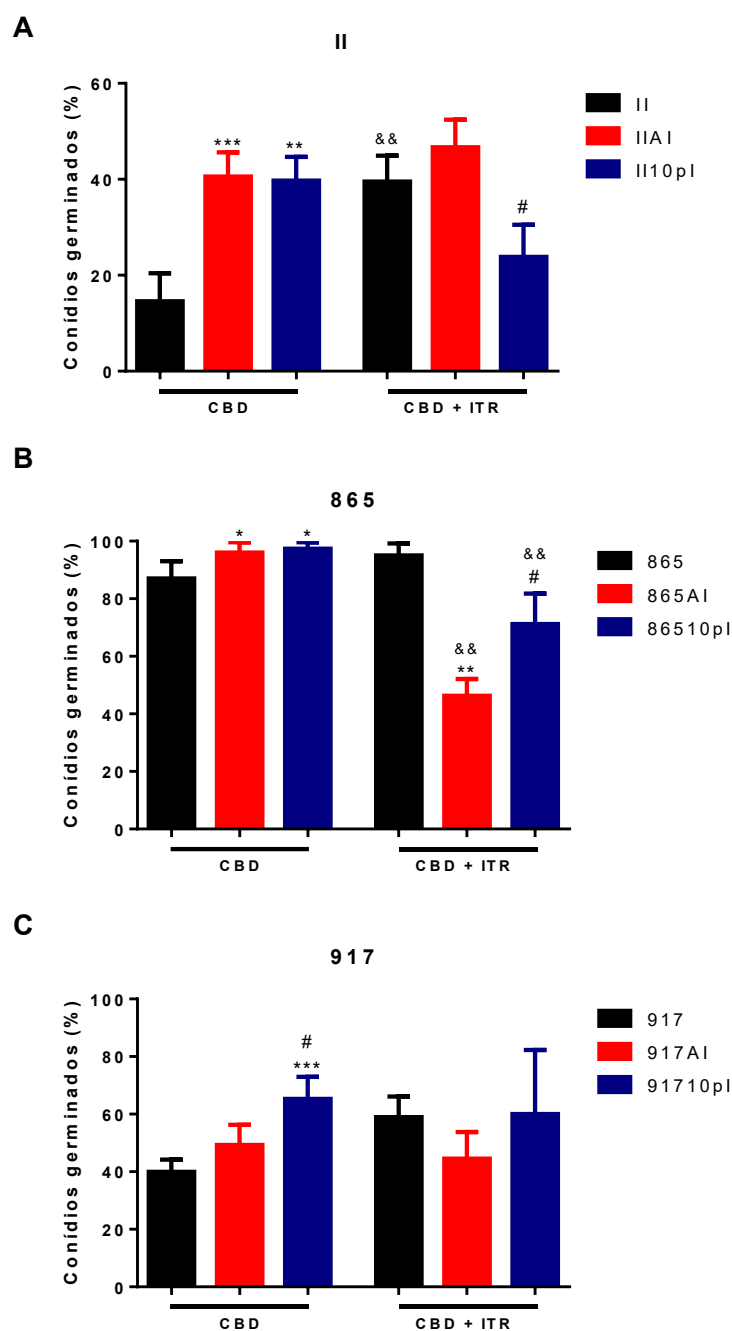 A
II
Conídios germinados (%)
60
40
20
0
***
**
&&
#
CBD
CBD + ITR
II
IIAI
II10pI
B
865
Conídios germinados (%)
100
80
60
40
20
0
*
*
&&
**
&&
#
CBD
CBD + ITR
865
865AI
86510pI
C
917
Conídios germinados (%)
100
80
60
40
20
0
#
***
CBD
CBD + ITR
917
917AI
91710pI